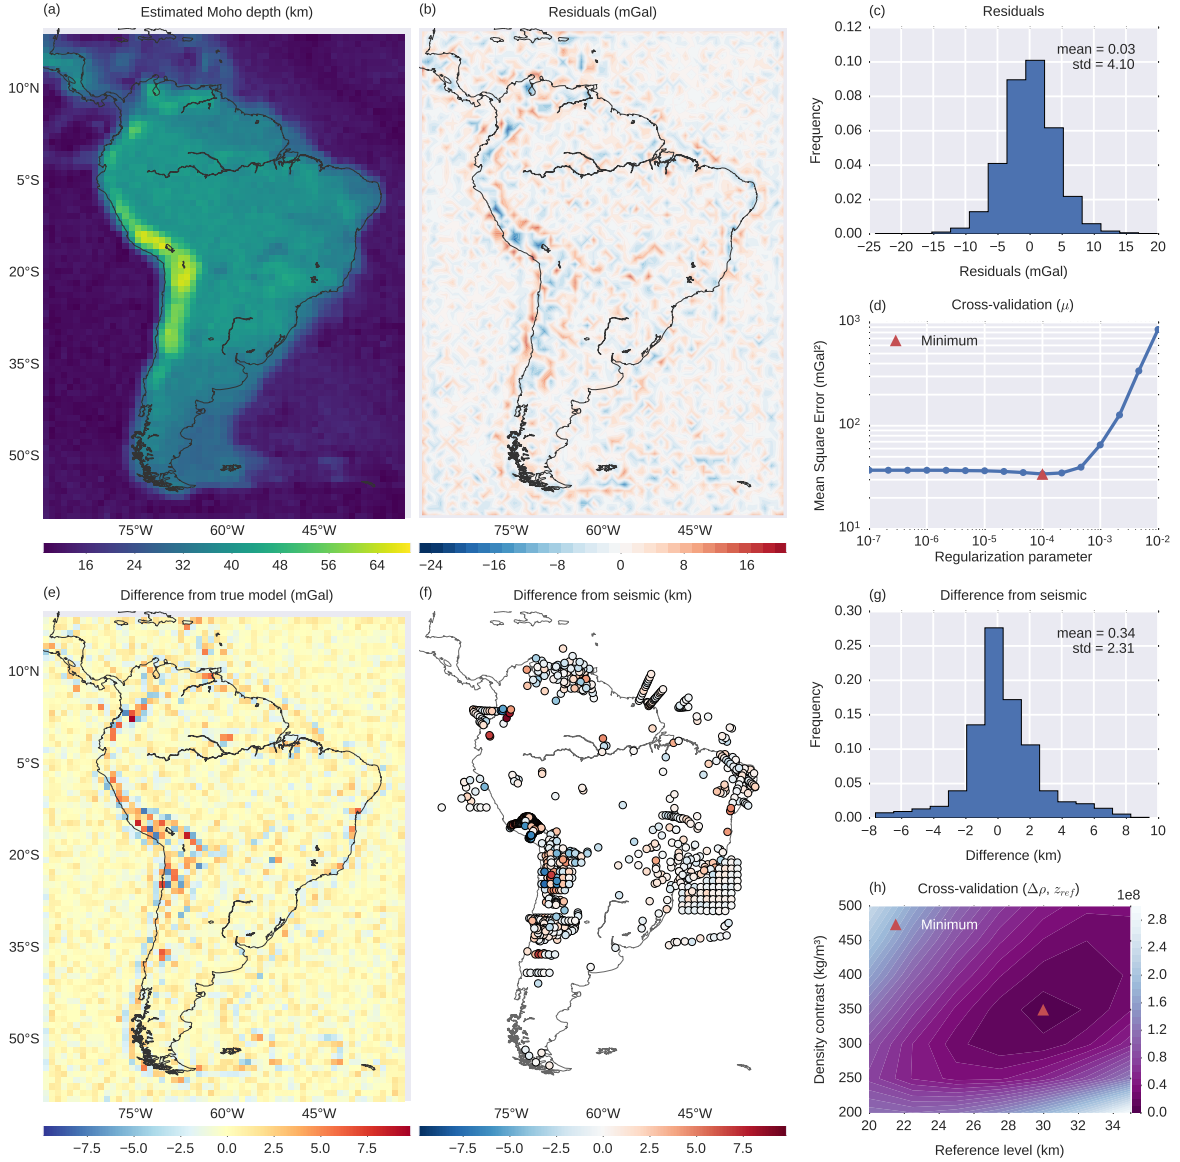 (a) Estimated Moho depth (km)
10°N
5°S
20°S
35°S
50°S
75°W 60°W 45°W
16 24 32 40 48 56 64
(b) Residuals (mGal)
75°W 60°W 45°W
−24 −16 −8 0 8 16
(c) Residuals
mean = 0.03
std = 4.10
Frequency
0.12
0.10
0.08
0.06
0.04
0.02
0.00
−25 −20 −15 −10 −5 0 5 10 15 20
Residuals (mGal)
(d) Cross-validation (μ)
Minimum
Mean Square Error (mGal²)
10³
10²
10¹
10⁻⁷ 10⁻⁶ 10⁻⁵ 10⁻⁴ 10⁻³ 10⁻²
Regularization parameter
(e) Difference from true model (mGal)
10°N
5°S
20°S
35°S
50°S
75°W 60°W 45°W
−7.5 −5.0 −2.5 0.0 2.5 5.0 7.5
(f) Difference from seismic (km)
75°W 60°W 45°W
−7.5 −5.0 −2.5 0.0 2.5 5.0 7.5
(g) Difference from seismic
mean = 0.34
std = 2.31
Frequency
0.30
0.25
0.20
0.15
0.10
0.05
0.00
−8 −6 −4 −2 0 2 4 6 8 10
Difference (km)
(h) Cross-validation (Δρ, z_ref)
1e8
Minimum
Density contrast (kg/m³)
500
450
400
350
300
250
200
20 22 24 26 28 30 32 34
Reference level (km)
2.8
2.4
2.0
1.6
1.2
0.8
0.4
0.0